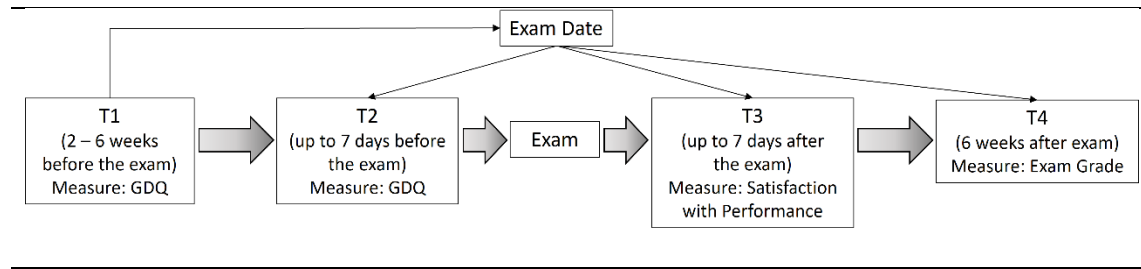 Exam Date
T1
(2 – 6 weeks
before the exam)
Measure: GDQ
T2
(up to 7 days before
the exam)
Measure: GDQ
Exam
T3
(up to 7 days after
the exam)
Measure: Satisfaction
with Performance
T4
(6 weeks after exam)
Measure: Exam Grade